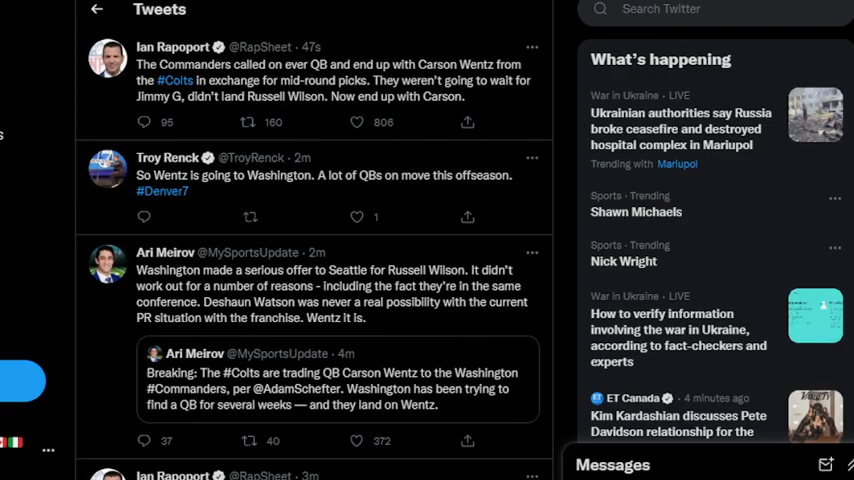 Tweets
Ian Rapoport @RapSheet · 47s
The Commanders called on ever QB and end up with Carson Wentz from
the #Colts in exchange for mid-round picks. They weren't going to wait for
Jimmy G, didn't land Russell Wilson. Now end up with Carson.
95 160 806
Troy Renck @TroyRenck · 2m
So Wentz is going to Washington. A lot of QBs on move this offseason.
#Denver7
1
Ari Meirov @MySportsUpdate · 2m
Washington made a serious offer to Seattle for Russell Wilson. It didn't
work out for a number of reasons - including the fact they're in the same
conference. Deshaun Watson was never a real possibility with the current
PR situation with the franchise. Wentz it is.
Ari Meirov @MySportsUpdate · 4m
Breaking: The #Colts are trading QB Carson Wentz to the Washington
#Commanders, per @AdamSchefter. Washington has been trying to
find a QB for several weeks — and they land on Wentz.
37 40 372
Ian Rapoport @RapSheet · 3m
s
Search Twitter
What's happening
War in Ukraine · LIVE
Ukrainian authorities say Russia
broke ceasefire and destroyed
hospital complex in Mariupol
Trending with Mariupol
Sports · Trending
Shawn Michaels
Sports · Trending
Nick Wright
War in Ukraine · LIVE
How to verify information
involving the war in Ukraine,
according to fact-checkers and
experts
ET Canada · 4 minutes ago
Kim Kardashian discusses Pete
Davidson relationship for the
Messages